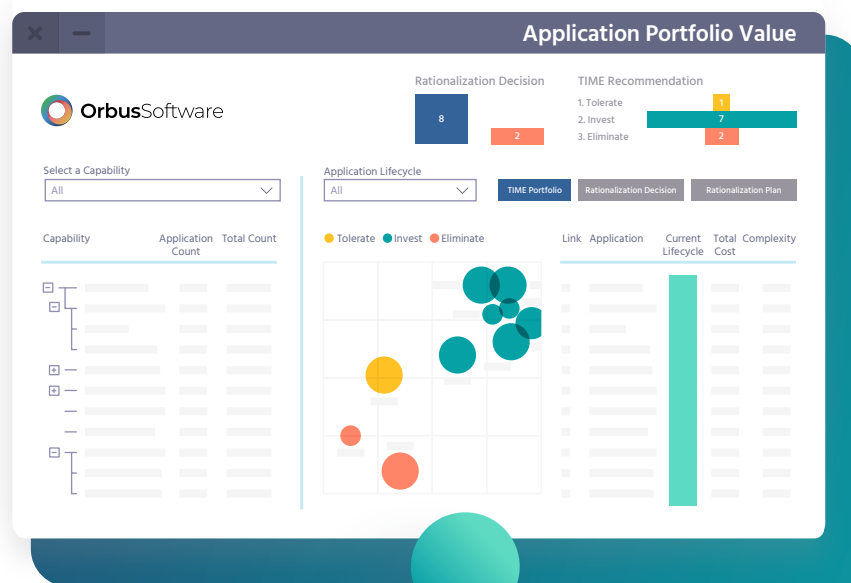 Application Portfolio Value
OrbusSoftware
Rationalization Decision
8
2
TIME Recommendation
1. Tolerate
1
2. Invest
7
3. Eliminate
2
Select a Capability
All
Application Lifecycle
All
TIME Portfolio
Rationalization Decision
Rationalization Plan
Capability
Application
Count
Total Count
Tolerate
Invest
Eliminate
Link
Application
Current
Lifecycle
Total
Cost
Complexity